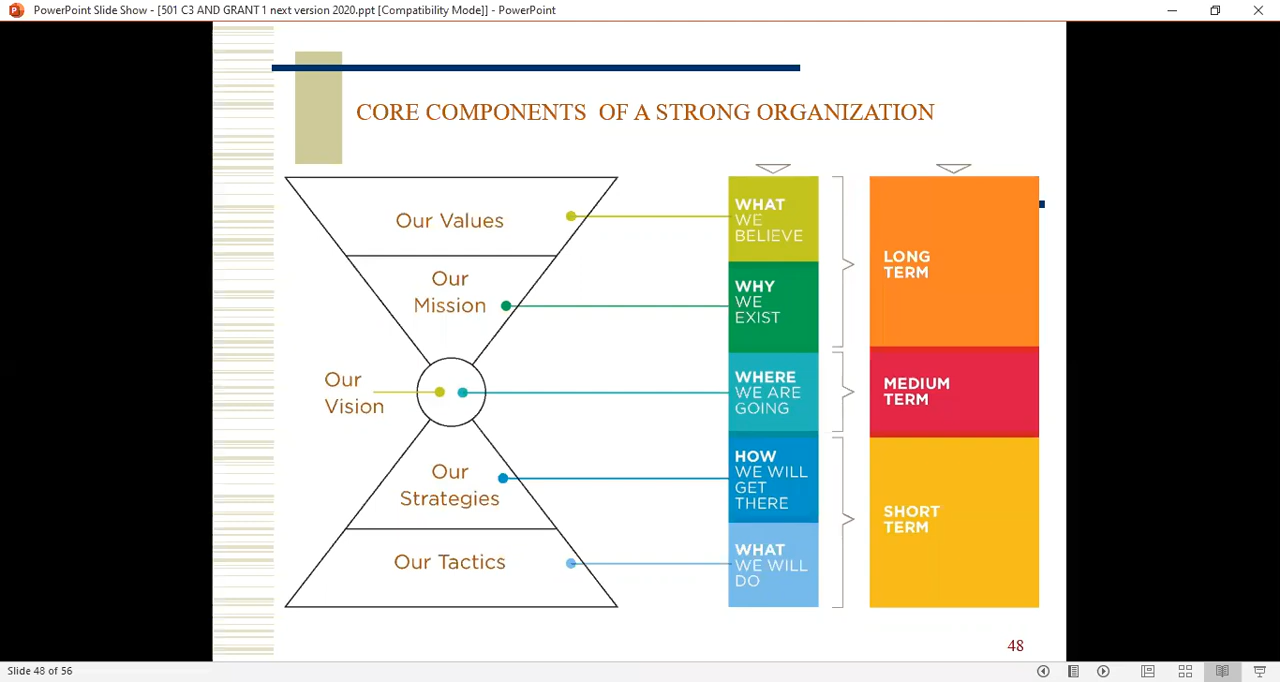 PowerPoint Slide Show - [501 C3 AND GRANT 1 next version 2020.ppt [Compatibility Mode]] - PowerPoint
CORE COMPONENTS OF A STRONG ORGANIZATION
Our Values
Our
Mission
Our
Vision
Our
Strategies
Our Tactics
WHAT
WE
BELIEVE
WHY
WE
EXIST
WHERE
WE ARE
GOING
HOW
WE WILL
GET
THERE
WHAT
WE WILL
DO
LONG
TERM
MEDIUM
TERM
SHORT
TERM
48
Slide 48 of 56